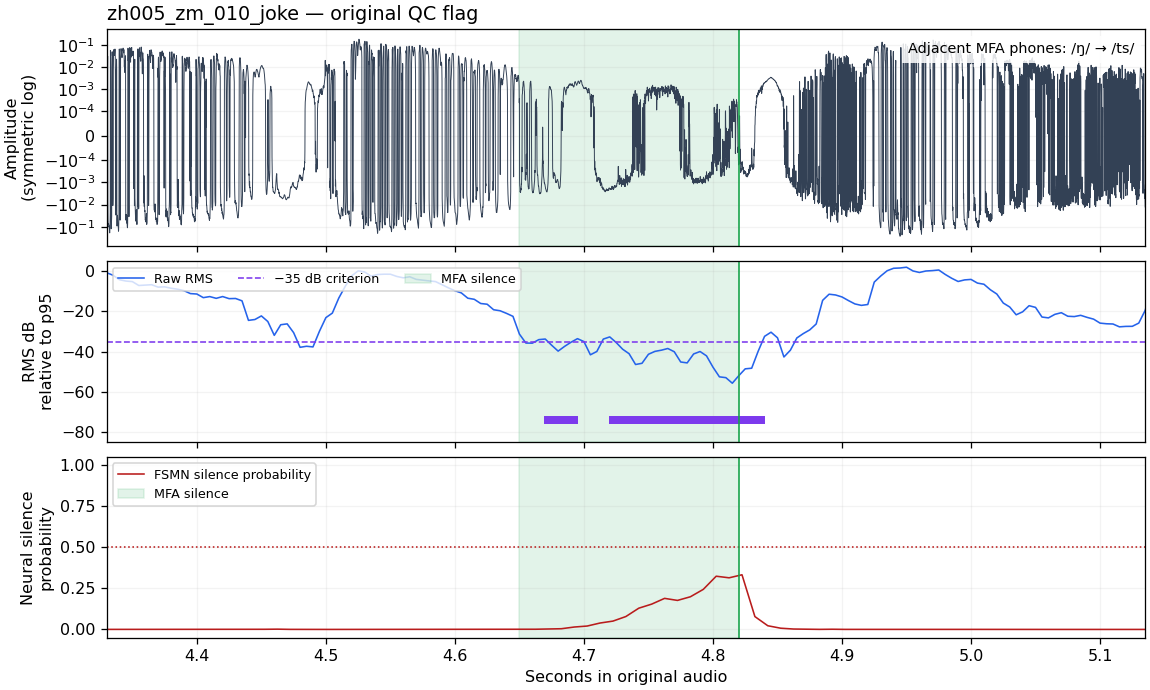 zh005_zm_010_joke — original QC flag
Amplitude
(symmetric log)
10⁻¹
10⁻²
10⁻³
10⁻⁴
0
−10⁻⁴
−10⁻³
−10⁻²
−10⁻¹
Adjacent MFA phones: /ŋ/ → /ts/
RMS dB
relative to p95
0
−20
−40
−60
−80
Raw RMS
−35 dB criterion
MFA silence
Neural silence
probability
1.00
0.75
0.50
0.25
0.00
FSMN silence probability
MFA silence
4.4 4.5 4.6 4.7 4.8 4.9 5.0 5.1
Seconds in original audio